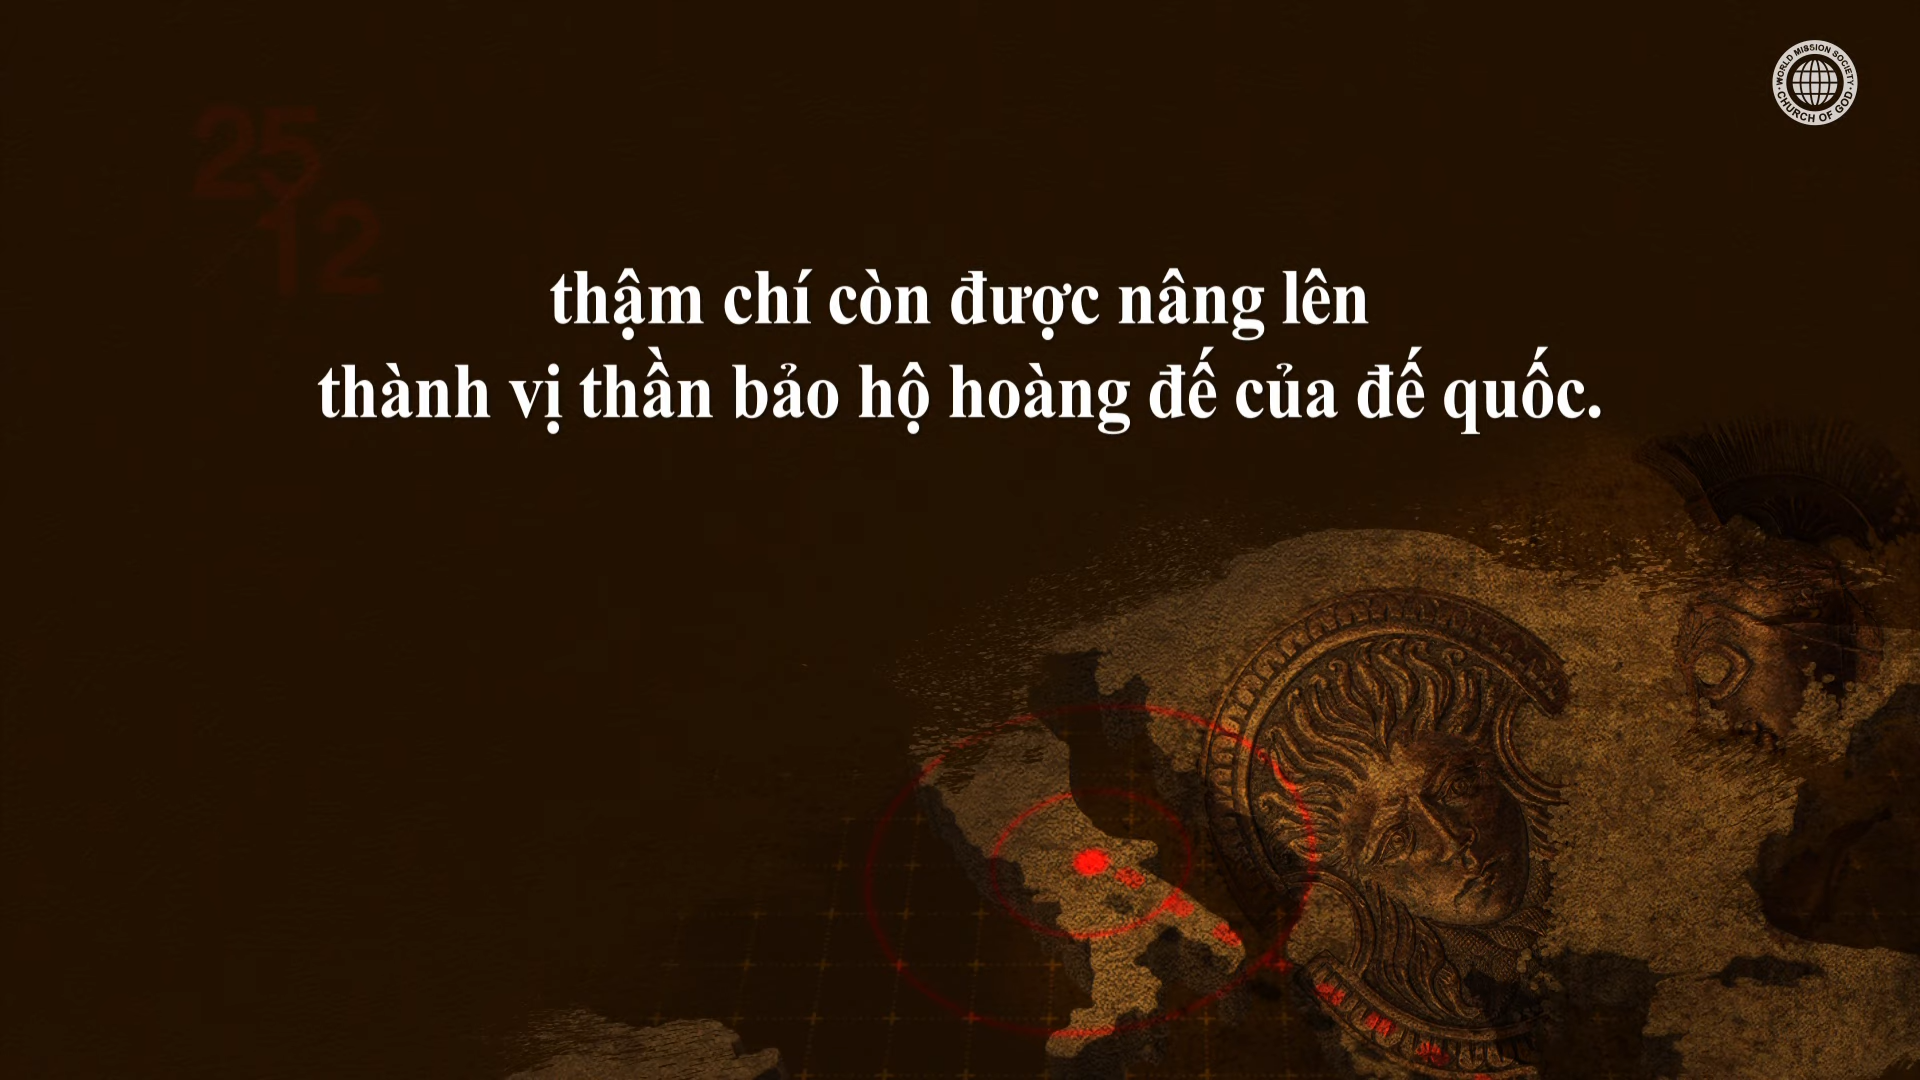 WORLD MISSION SOCIETY
CHURCH OF GOD
25
12
thậm chí còn được nâng lên
thành vị thần bảo hộ hoàng đế của đế quốc.